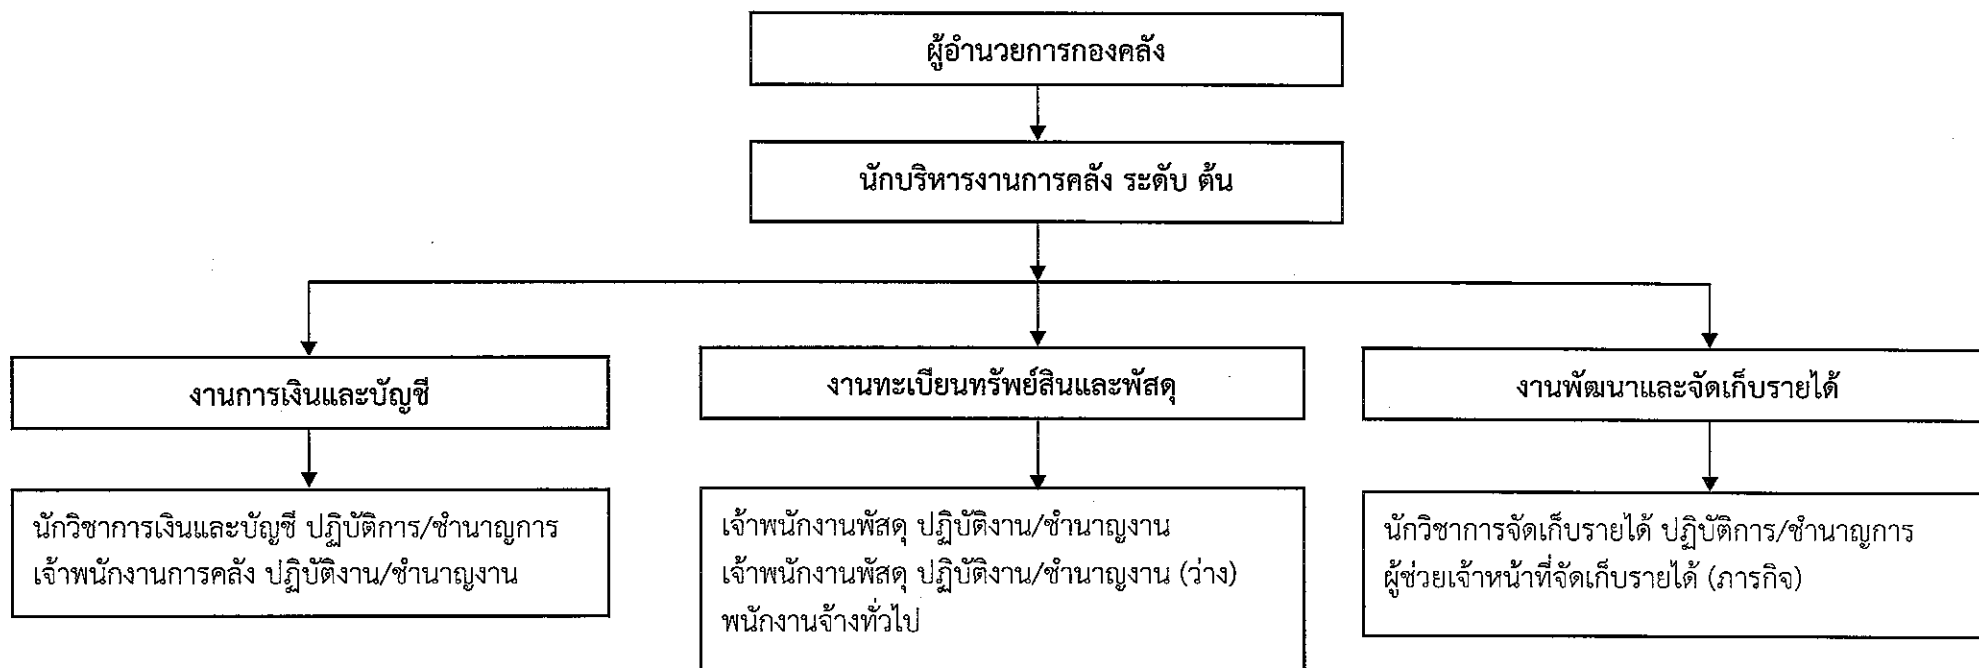 ผู้อำนวยการกองคลัง
นักบริหารงานการคลัง ระดับ ต้น
งานการเงินและบัญชี
งานทะเบียนทรัพย์สินและพัสดุ
งานพัฒนาและจัดเก็บรายได้
นักวิชาการเงินและบัญชี ปฏิบัติการ/ชำนาญการ
เจ้าพนักงานการคลัง ปฏิบัติงาน/ชำนาญงาน
เจ้าพนักงานพัสดุ ปฏิบัติงาน/ชำนาญงาน
เจ้าพนักงานพัสดุ ปฏิบัติงาน/ชำนาญงาน (ว่าง)
พนักงานจ้างทั่วไป
นักวิชาการจัดเก็บรายได้ ปฏิบัติการ/ชำนาญการ
ผู้ช่วยเจ้าหน้าที่จัดเก็บรายได้ (ภารกิจ)